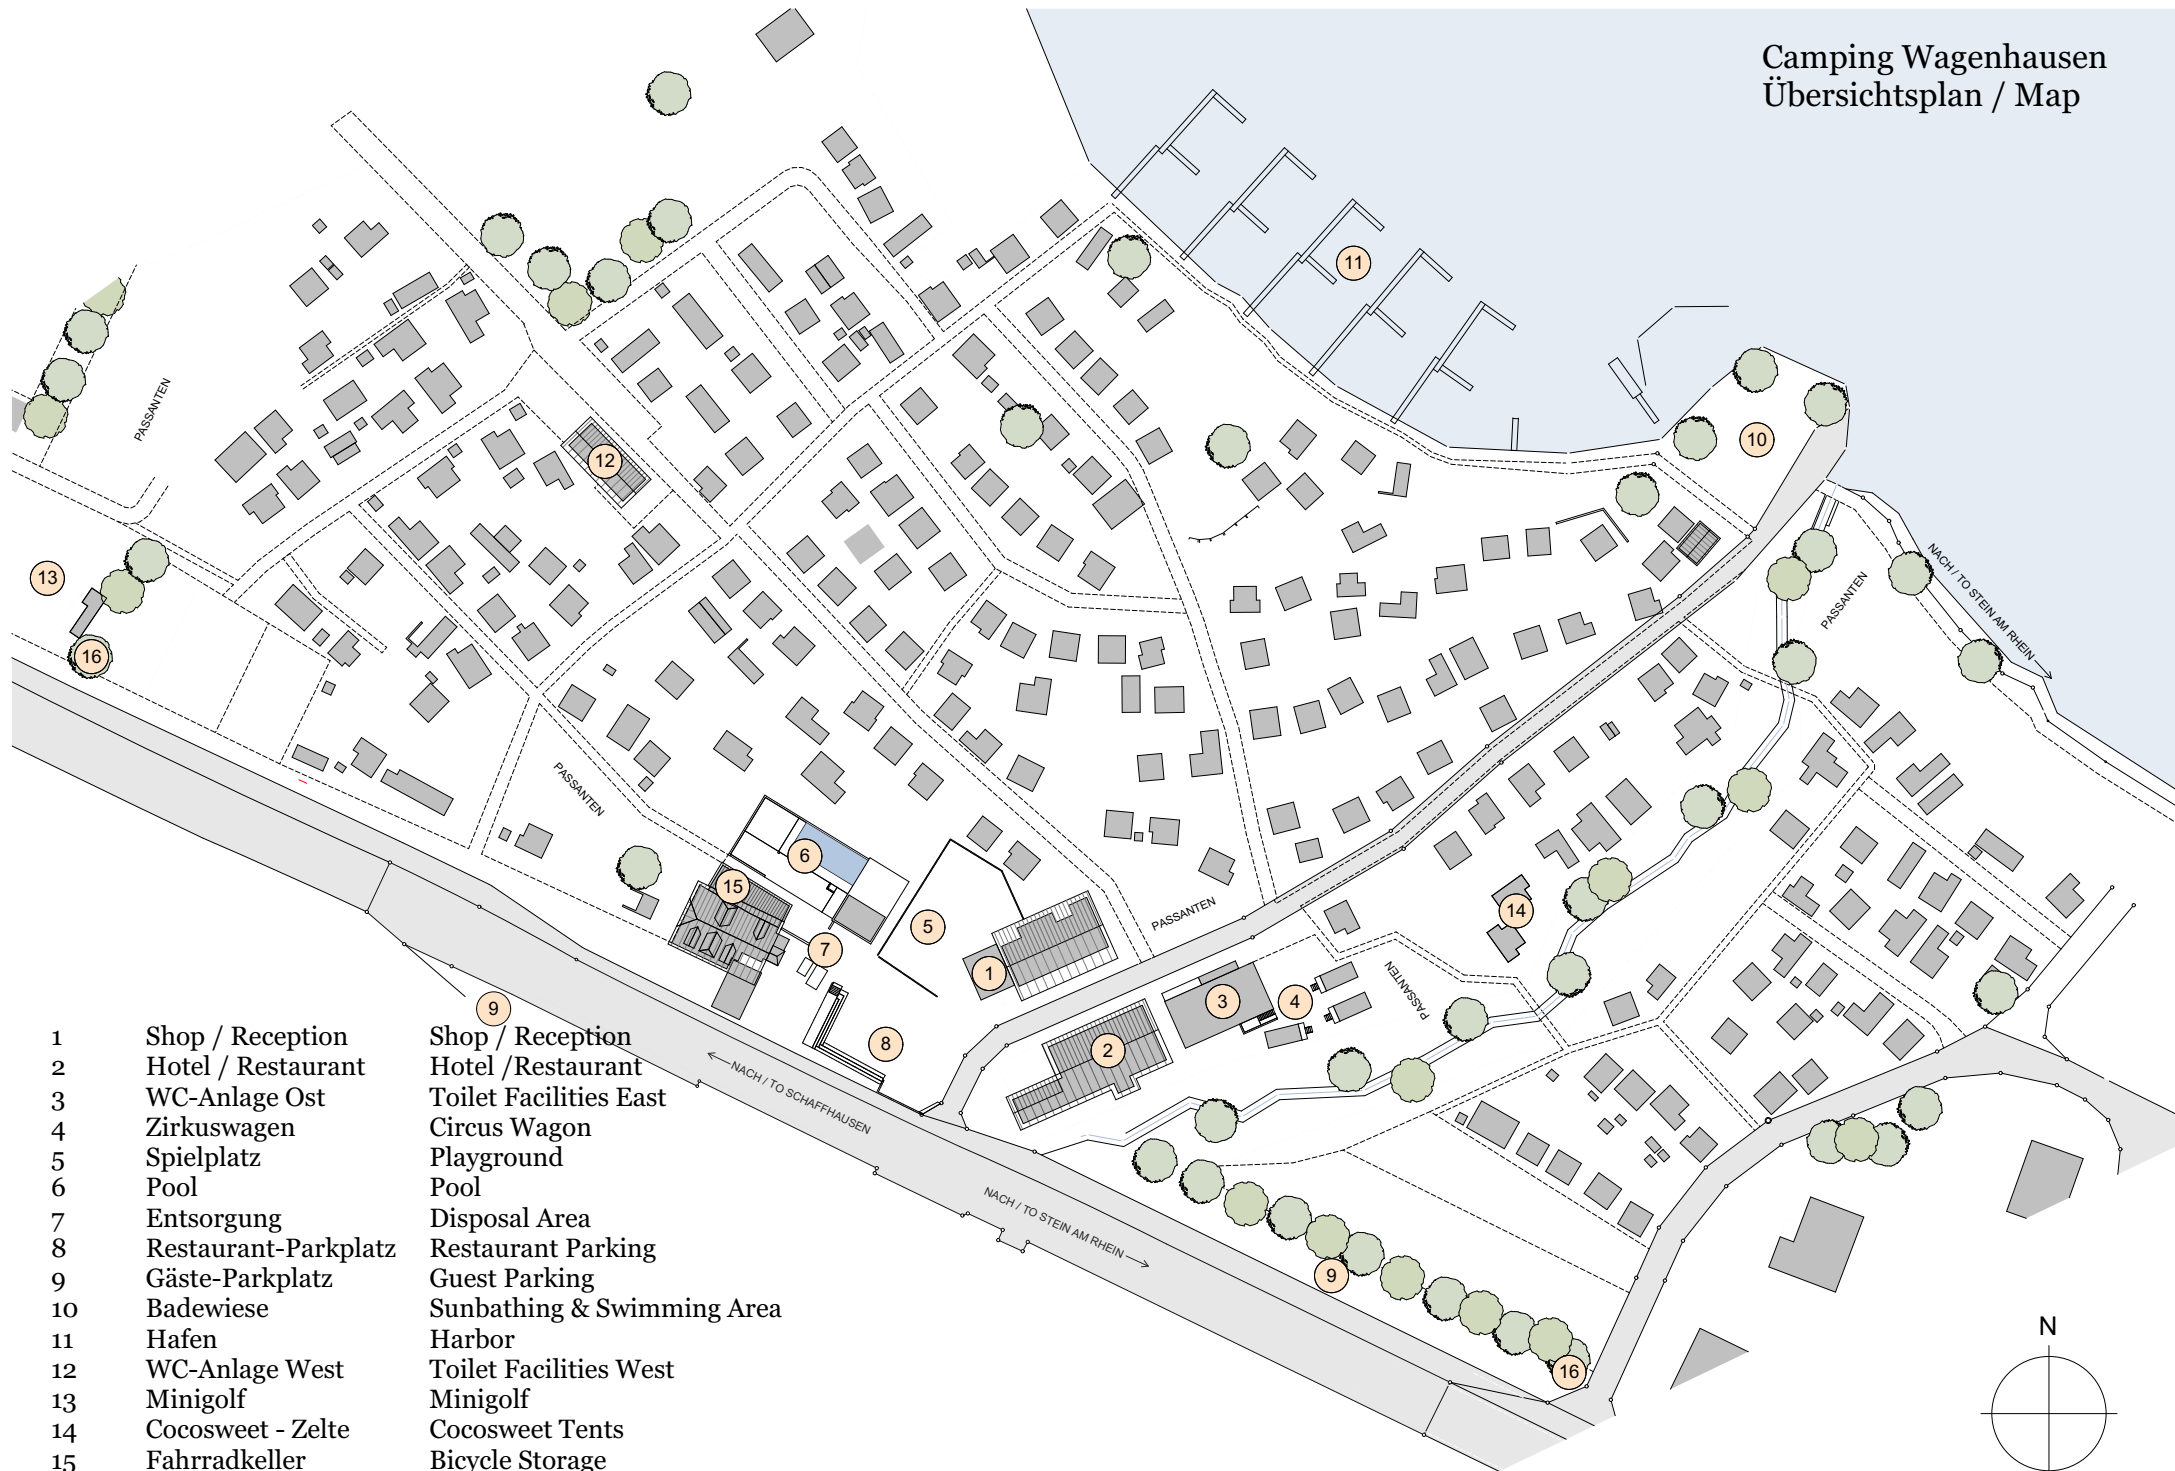 Camping Wagenhausen
Übersichtsplan / Map
11
10
12
13
16
PASSANTEN
PASSANTEN
NACH / TO STEIN AM RHEIN
PASSANTEN
6
15
5
7
1
14
PASSANTEN
PASSANTEN
3
4
9
8
2
NACH / TO SCHAFFHAUSEN
NACH / TO STEIN AM RHEIN
9
16
N
1 Shop / Reception Shop / Reception
2 Hotel / Restaurant Hotel /Restaurant
3 WC-Anlage Ost Toilet Facilities East
4 Zirkuswagen Circus Wagon
5 Spielplatz Playground
6 Pool Pool
7 Entsorgung Disposal Area
8 Restaurant-Parkplatz Restaurant Parking
9 Gäste-Parkplatz Guest Parking
10 Badewiese Sunbathing & Swimming Area
11 Hafen Harbor
12 WC-Anlage West Toilet Facilities West
13 Minigolf Minigolf
14 Cocosweet - Zelte Cocosweet Tents
15 Fahrradkeller Bicycle Storage